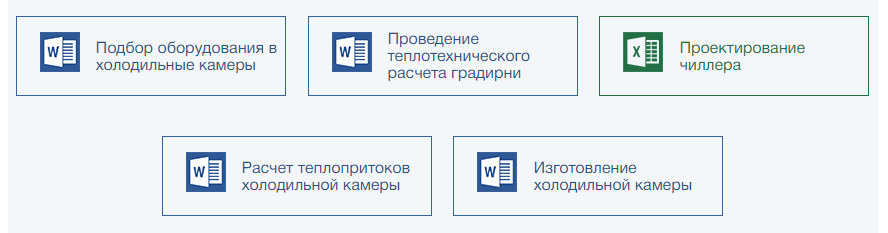 W
Подбор оборудования в
холодильные камеры
W
Проведение
теплотехнического
расчета градирни
X
Проектирование
чиллера
W
Расчет теплопритоков
холодильной камеры
W
Изготовление
холодильной камеры